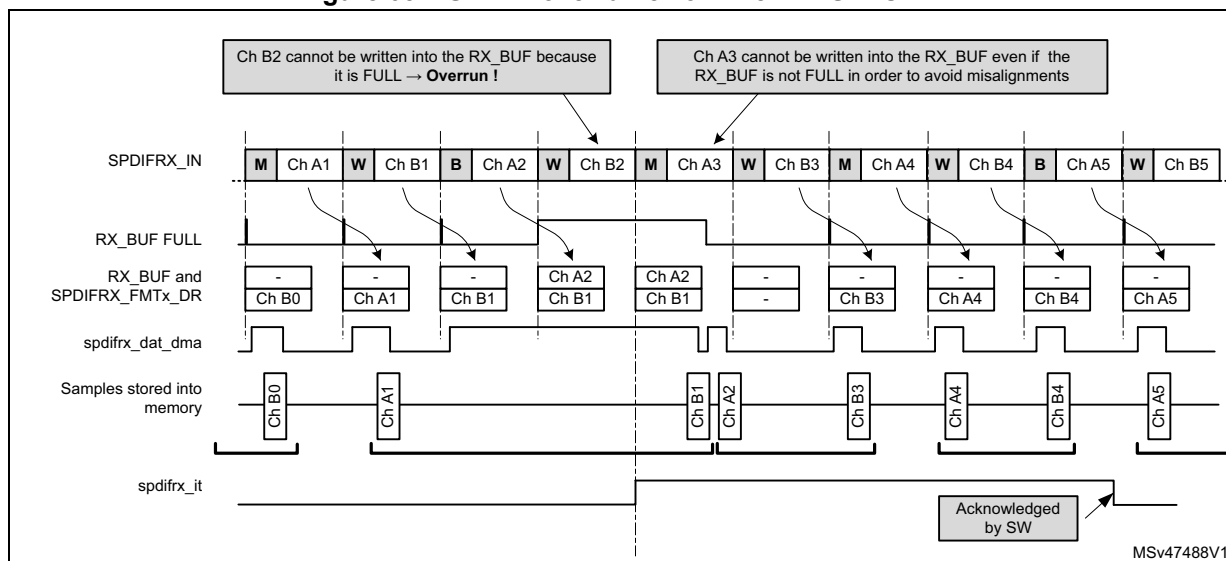 Ch B2 cannot be written into the RX_BUF because
it is FULL → Overrun !
Ch A3 cannot be written into the RX_BUF even if the
RX_BUF is not FULL in order to avoid misalignments
SPDIFRX_IN
M Ch A1 W Ch B1 B Ch A2 W Ch B2 M Ch A3 W Ch B3 M Ch A4 W Ch B4 B Ch A5 W Ch B5
RX_BUF FULL
RX_BUF and
SPDIFRX_FMTx_DR
- - - Ch A2 Ch A2 - - - - -
Ch B0 Ch A1 Ch B1 Ch B1 Ch B1 - Ch B3 Ch A4 Ch B4 Ch A5
spdifrx_dat_dma
Samples stored into
memory
Ch B0 Ch A1 Ch B1 Ch A2 Ch B3 Ch A4 Ch B4 Ch A5
spdifrx_it
Acknowledged
by SW
MSv47488V1